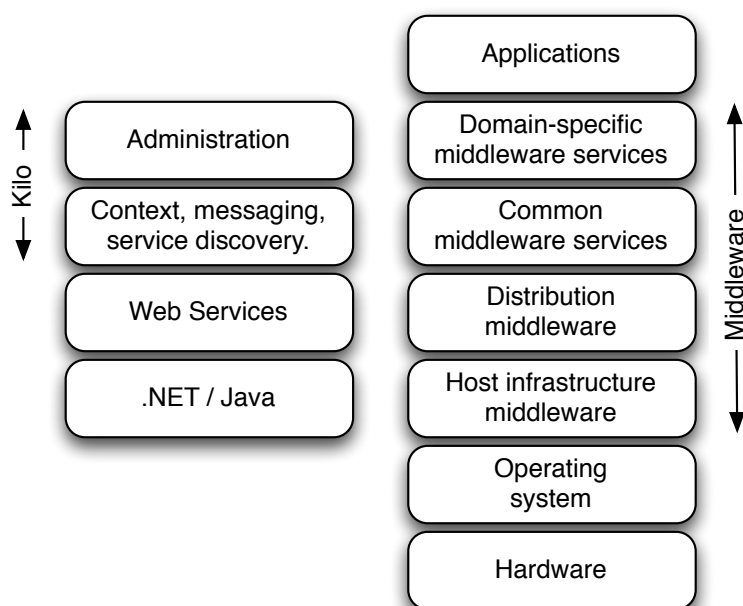 Kilo
Administration
Context, messaging,
service discovery.
Web Services
.NET / Java
Applications
Domain-specific
middleware services
Common
middleware services
Distribution
middleware
Host infrastructure
middleware
Operating
system
Hardware
Middleware